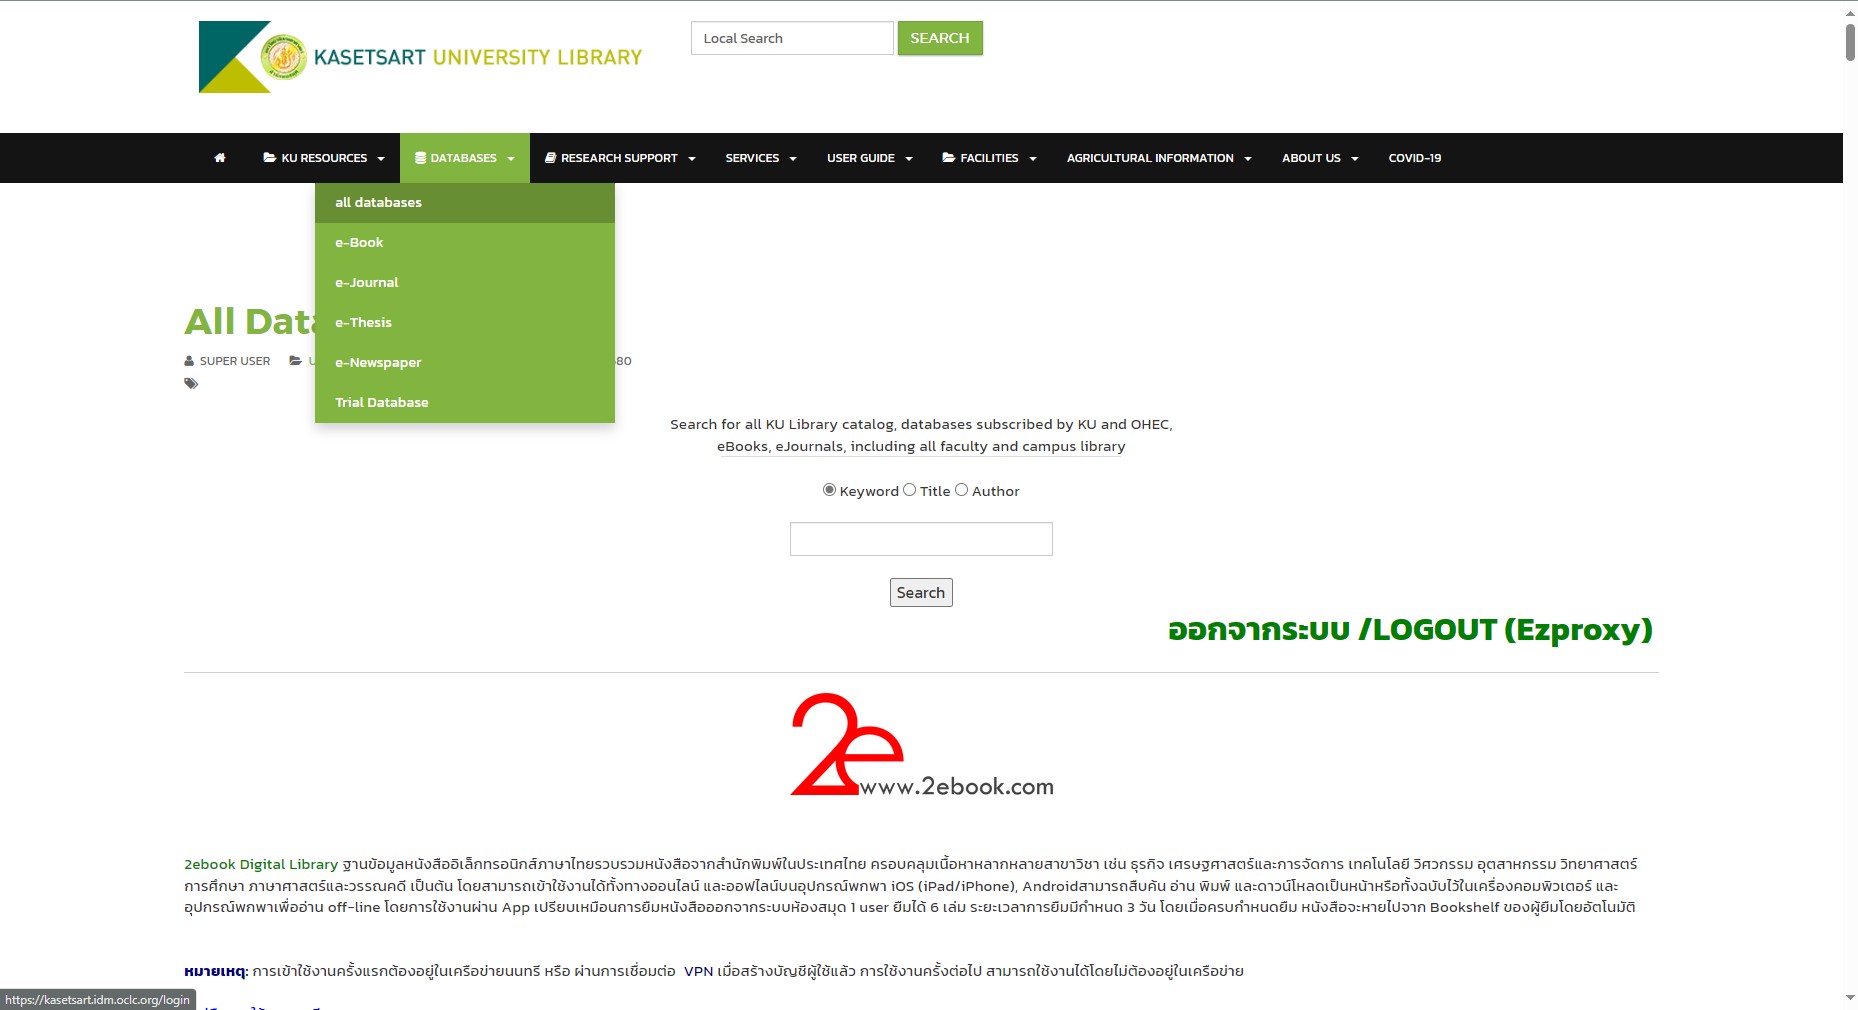 KASETSART UNIVERSITY LIBRARY
Local Search
SEARCH
KU RESOURCES
DATABASES
RESEARCH SUPPORT
SERVICES
USER GUIDE
FACILITIES
AGRICULTURAL INFORMATION
ABOUT US
COVID-19
all databases
e-Book
e-Journal
e-Thesis
e-Newspaper
Trial Database
All Data
SUPER USER
Search for all KU Library catalog, databases subscribed by KU and OHEC,
eBooks, eJournals, including all faculty and campus library
Keyword Title Author
Search
ออกจากระบบ /LOGOUT (Ezproxy)
2e
www.2ebook.com
2ebook Digital Library ฐานข้อมูลหนังสืออิเล็กทรอนิกส์ภาษาไทยรวบรวมหนังสือจากสำนักพิมพ์ในประเทศไทย ครอบคลุมเนื้อหาหลากหลายสาขาวิชา เช่น ธุรกิจ เศรษฐศาสตร์และการจัดการ เทคโนโลยี วิศวกรรม อุตสาหกรรม วิทยาศาสตร์
การศึกษา ภาษาศาสตร์และวรรณคดี เป็นต้น โดยสามารถเข้าใช้งานได้ทั้งทางออนไลน์ และออฟไลน์บนอุปกรณ์พกพา iOS (iPad/iPhone), Androidสามารถสืบค้น อ่าน พิมพ์ และดาวน์โหลดเป็นหน้าหรือทั้งฉบับไว้ในเครื่องคอมพิวเตอร์ และ
อุปกรณ์พกพาเพื่ออ่าน off-line โดยการใช้งานผ่าน App เปรียบเหมือนการยืมหนังสือออกจากระบบห้องสมุด 1 user ยืมได้ 6 เล่ม ระยะเวลาการยืมมีกำหนด 3 วัน โดยเมื่อครบกำหนดยืม หนังสือจะหายไปจาก Bookshelf ของผู้ยืมโดยอัตโนมัติ
หมายเหตุ: การเข้าใช้งานครั้งแรกต้องอยู่ในเครือข่ายนนทรี หรือ ผ่านการเชื่อมต่อ VPN เมื่อสร้างบัญชีผู้ใช้แล้ว การใช้งานครั้งต่อไป สามารถใช้งานได้โดยไม่ต้องอยู่ในเครือข่าย
https://kasetsart.idm.oclc.org/login